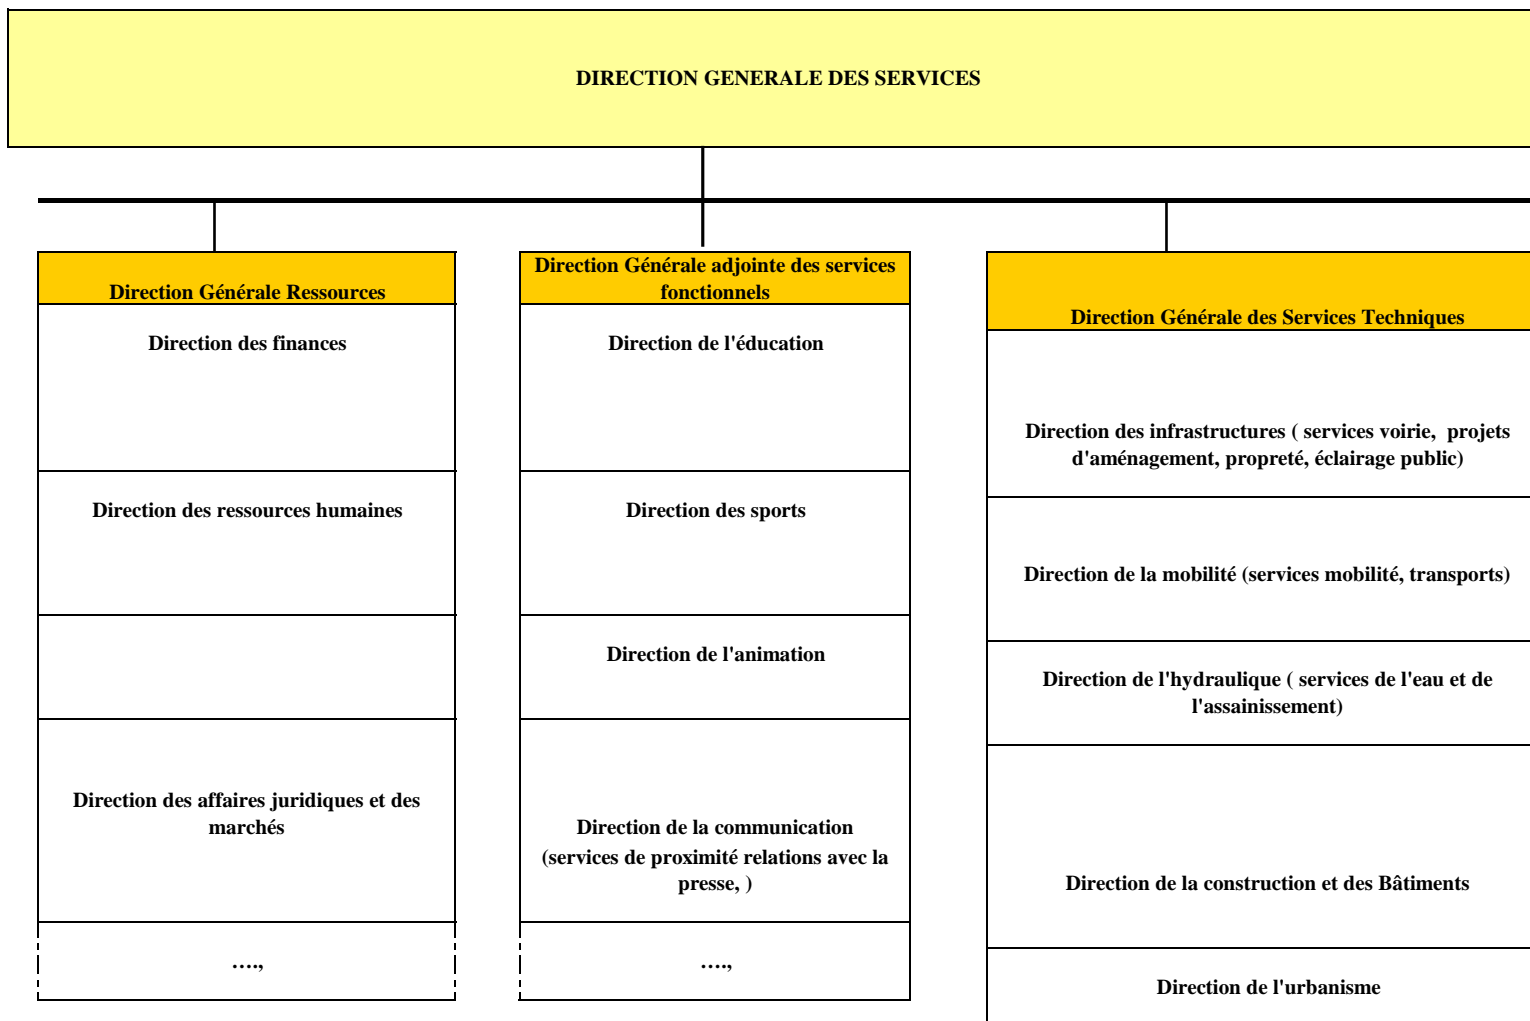 DIRECTION GENERALE DES SERVICES
Direction Générale Ressources
Direction des finances
Direction des ressources humaines
Direction des affaires juridiques et des
marchés
….,
Direction Générale adjointe des services
fonctionnels
Direction de l'éducation
Direction des sports
Direction de l'animation
Direction de la communication
(services de proximité relations avec la
presse, )
….,
Direction Générale des Services Techniques
Direction des infrastructures ( services voirie,  projets
d'aménagement, propreté, éclairage public)
Direction de la mobilité (services mobilité, transports)
Direction de l'hydraulique ( services de l'eau et de
l'assainissement)
Direction de la construction et des Bâtiments
Direction de l'urbanisme